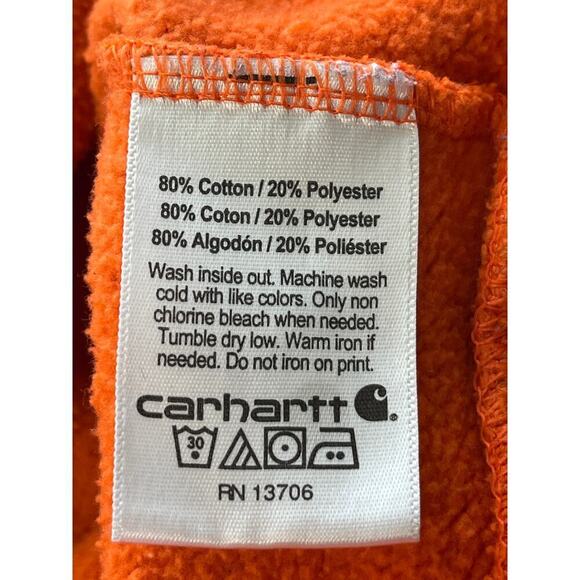 80% Cotton / 20% Polyester
80% Coton / 20% Polyester
80% Algodón / 20% Poliéster
Wash inside out. Machine wash
cold with like colors. Only non
chlorine bleach when needed.
Tumble dry low. Warm iron if
needed. Do not iron on print.
carhartt
30
RN 13706